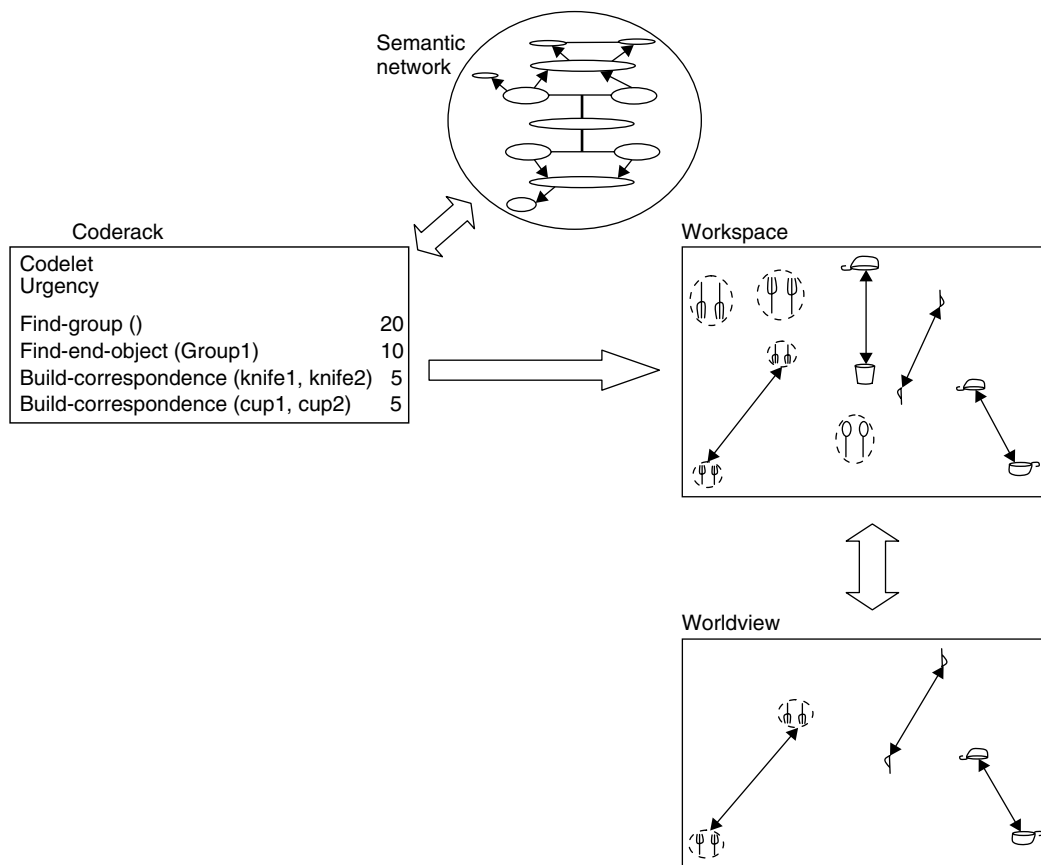 Semantic
network
Coderack
Codelet
Urgency
Find-group () 20
Find-end-object (Group1) 10
Build-correspondence (knife1, knife2) 5
Build-correspondence (cup1, cup2) 5
Workspace
Worldview